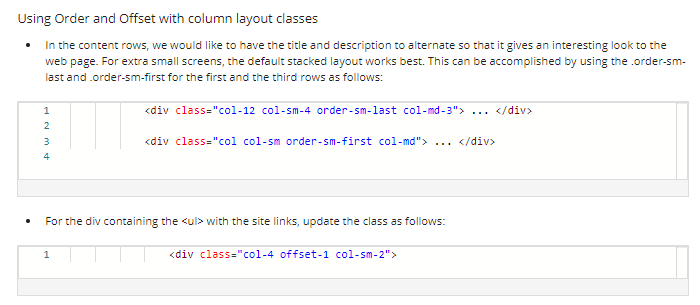 Using Order and Offset with column layout classes
• In the content rows, we would like to have the title and description to alternate so that it gives an interesting look to the
web page. For extra small screens, the default stacked layout works best. This can be accomplished by using the .order-sm-
last and .order-sm-first for the first and the third rows as follows:
1 <div class="col-12 col-sm-4 order-sm-last col-md-3"> ... </div>
2
3 <div class="col col-sm order-sm-first col-md"> ... </div>
4
• For the div containing the <ul> with the site links, update the class as follows:
1 <div class="col-4 offset-1 col-sm-2">